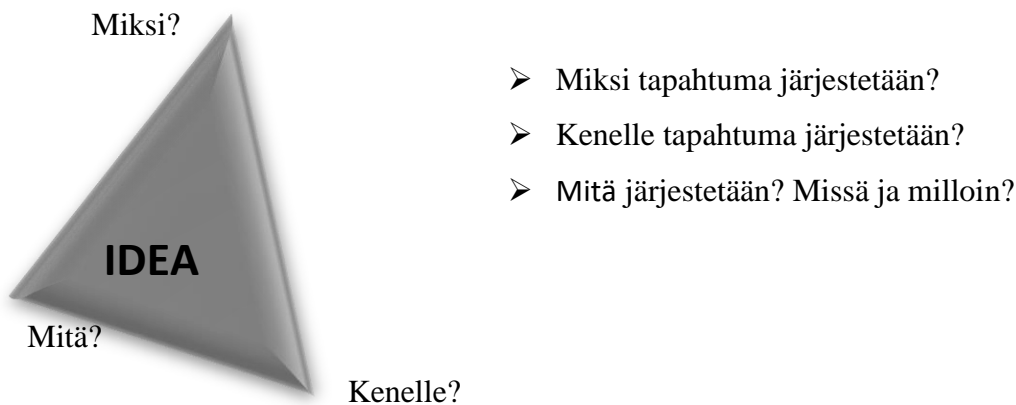 Miksi?
➢ Miksi tapahtuma järjestetään?
➢ Kenelle tapahtuma järjestetään?
➢ Mitä järjestetään? Missä ja milloin?
IDEA
Mitä?
Kenelle?